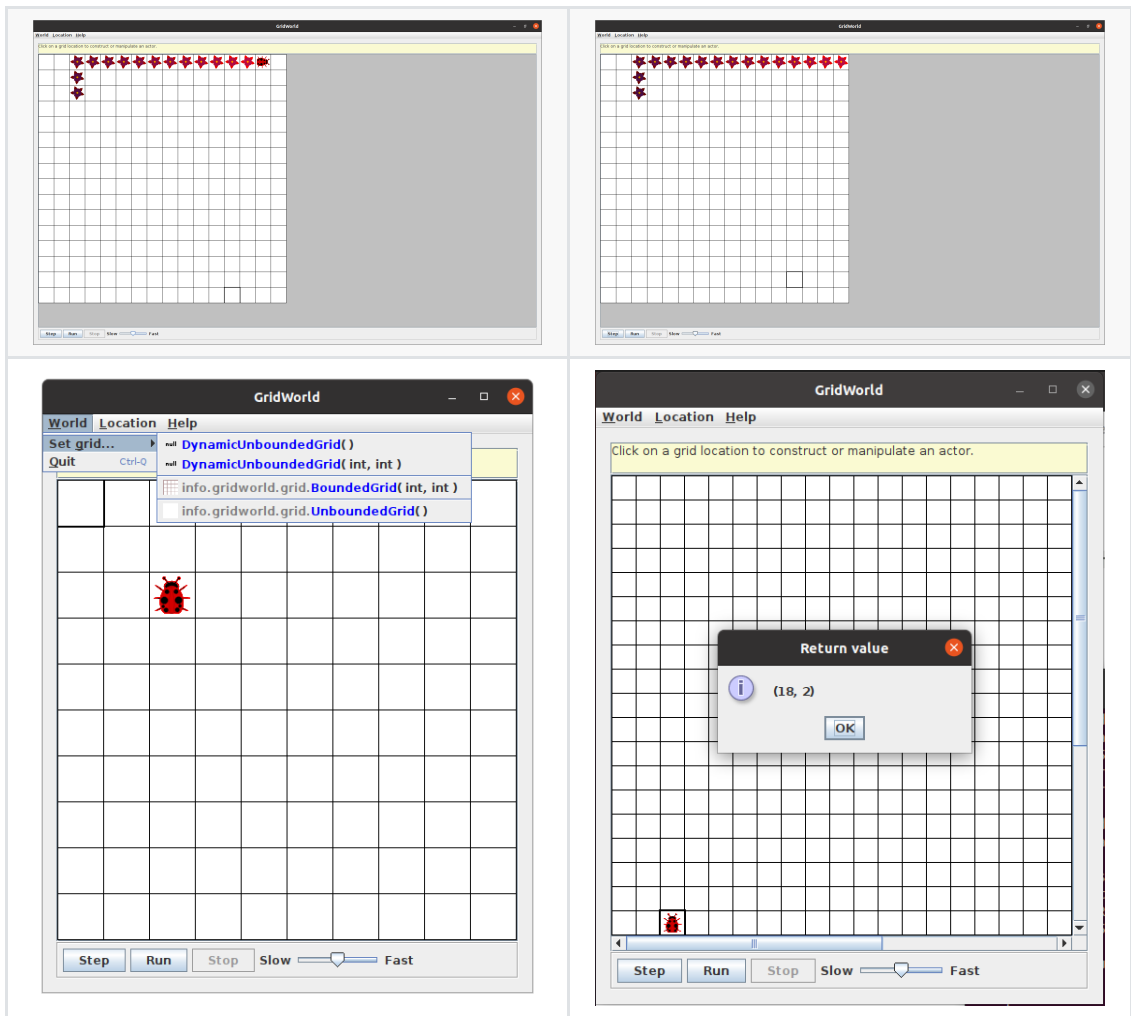 GridWorld
World Location Help
Click on a grid location to construct or manipulate an actor.
Step Run Stop Slow Fast
GridWorld
World Location Help
Click on a grid location to construct or manipulate an actor.
Step Run Stop Slow Fast
GridWorld
World Location Help
Set grid...
Quit Ctrl-Q
null DynamicUnboundedGrid( )
null DynamicUnboundedGrid( int, int )
info.gridworld.grid.BoundedGrid( int, int )
info.gridworld.grid.UnboundedGrid( )
Step Run Stop Slow Fast
GridWorld
World Location Help
Click on a grid location to construct or manipulate an actor.
Return value
(18, 2)
OK
Step Run Stop Slow Fast